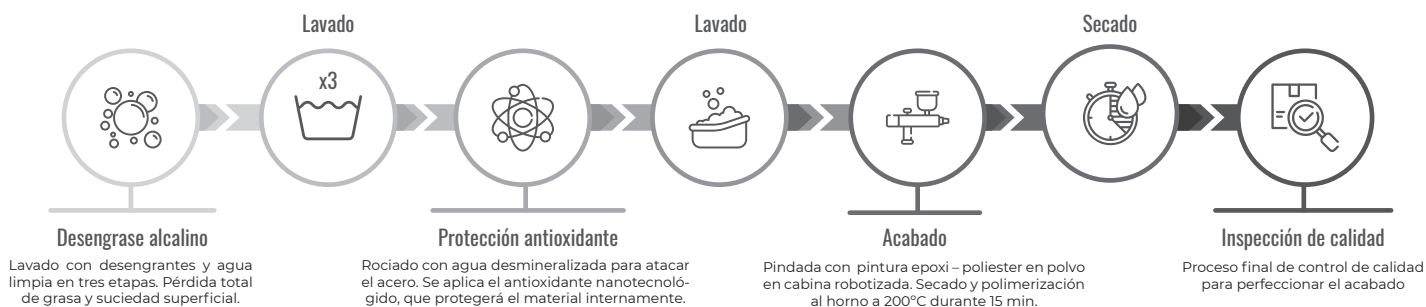 Lavado
Lavado
Secado
x3
Desengrase alcalino
Lavado con desengrantes y agua
limpia en tres etapas. Pérdida total
de grasa y suciedad superficial.
Protección antioxidante
Rociado con agua desmineralizada para atacar
el acero. Se aplica el antioxidante nanotecnoló-
gido, que protegerá el material internamente.
Acabado
Pindada con pintura epoxi – poliester en polvo
en cabina robotizada. Secado y polimerización
al horno a 200ºC durante 15 min.
Inspección de calidad
Proceso final de control de calidad
para perfeccionar el acabado